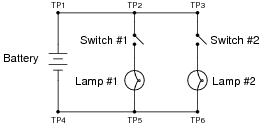 TP1 TP2 TP3
Switch #1 Switch #2
Battery
Lamp #1 Lamp #2
TP4 TP5 TP6